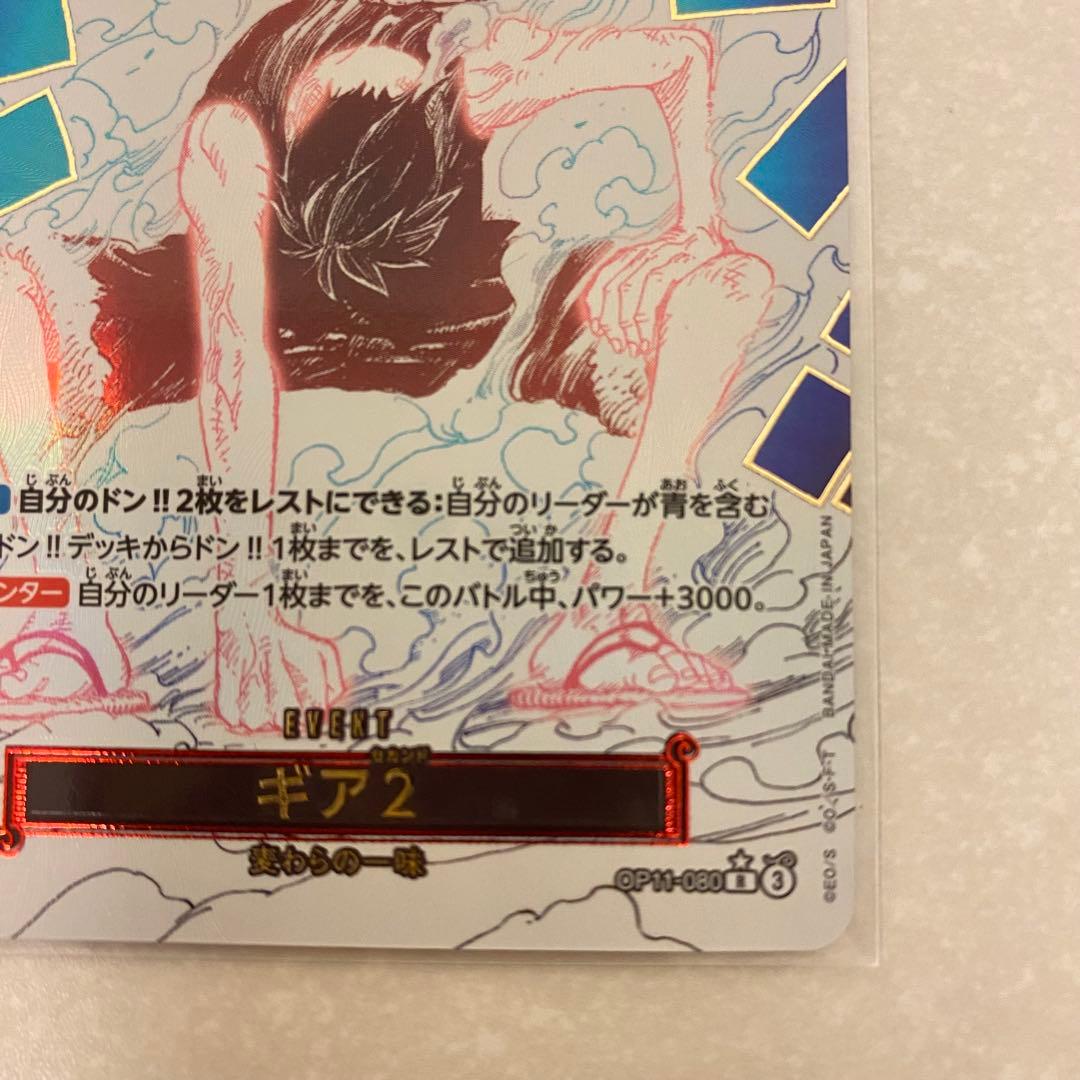 自分のドン!!2枚をレストにできる:自分のリーダーが青を含む
ドン!!デッキからドン!!1枚までを、レストで追加する。
ンター 自分のリーダー1枚までを、このバトル中、パワー+3000。
EVENT
ギア2
麦わらの一味
OP11-080 R 3
©EO/S ©O./S・F・T BANDAI・MADE IN JAPAN